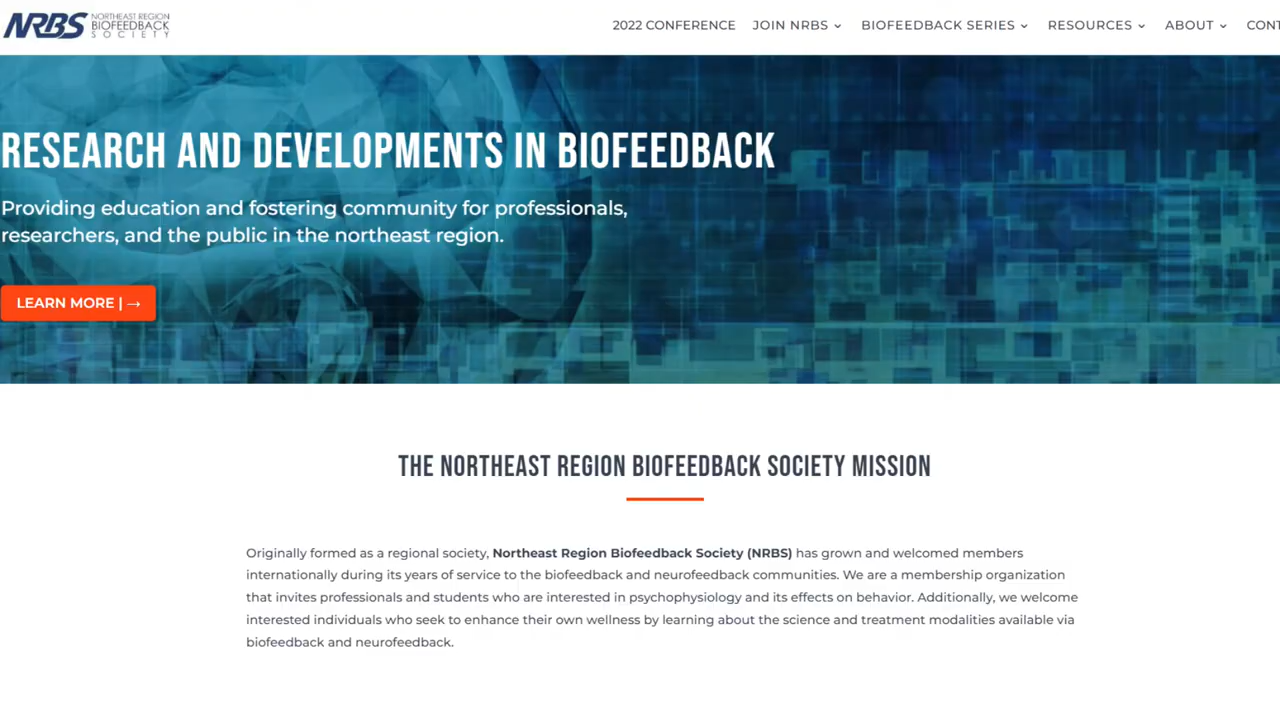 NRBS NORTHEAST REGION
BIOFEEDBACK
SOCIETY
2022 CONFERENCE JOIN NRBS BIOFEEDBACK SERIES RESOURCES ABOUT CONT
RESEARCH AND DEVELOPMENTS IN BIOFEEDBACK
Providing education and fostering community for professionals,
researchers, and the public in the northeast region.
LEARN MORE | →
THE NORTHEAST REGION BIOFEEDBACK SOCIETY MISSION
Originally formed as a regional society, Northeast Region Biofeedback Society (NRBS) has grown and welcomed members
internationally during its years of service to the biofeedback and neurofeedback communities. We are a membership organization
that invites professionals and students who are interested in psychophysiology and its effects on behavior. Additionally, we welcome
interested individuals who seek to enhance their own wellness by learning about the science and treatment modalities available via
biofeedback and neurofeedback.